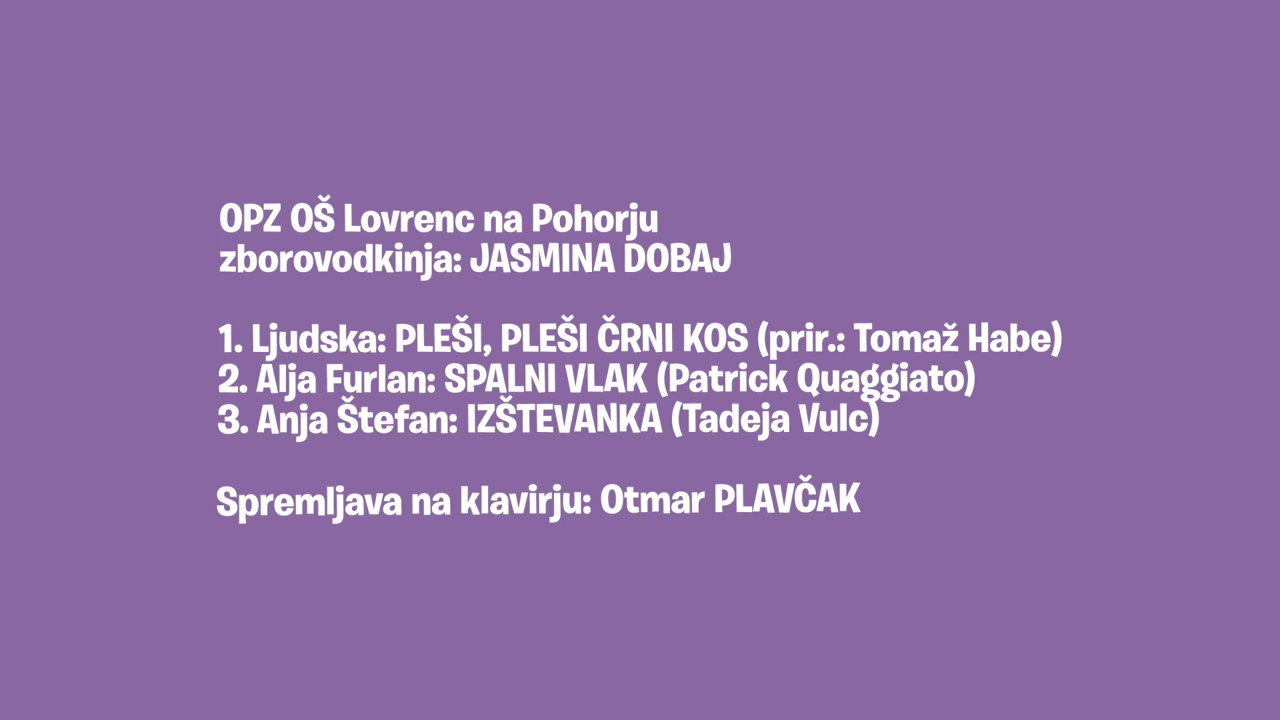 OPZ OŠ Lovrenc na Pohorju
zborovodkinja: JASMINA DOBAJ
1. Ljudska: PLEŠI, PLEŠI ČRNI KOS (prir.: Tomaž Habe)
2. Alja Furlan: SPALNI VLAK (Patrick Quaggiato)
3. Anja Štefan: IZŠTEVANKA (Tadeja Vulc)
Spremljava na klavirju: Otmar PLAVČAK